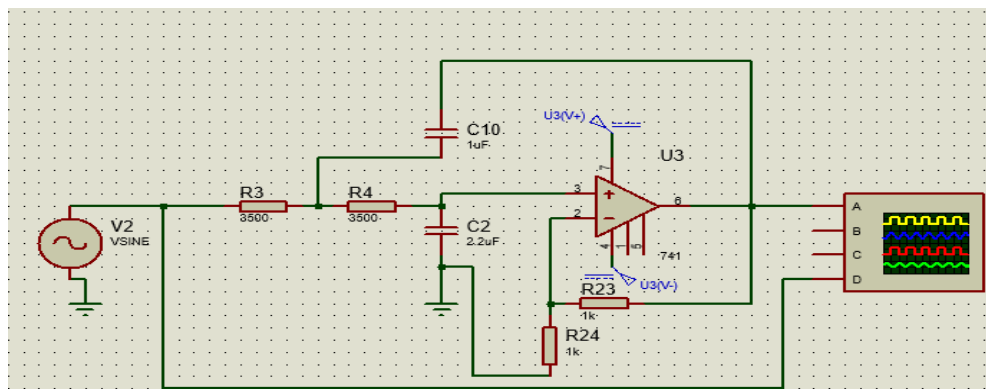 C10
1uF
U3(V+)
U3
7
R3
3500
R4
3500
3
2
6
V2
VSINE
C2
2.2uF
4
1
5
741
U3(V-)
R23
1k
R24
1k
A
B
C
D